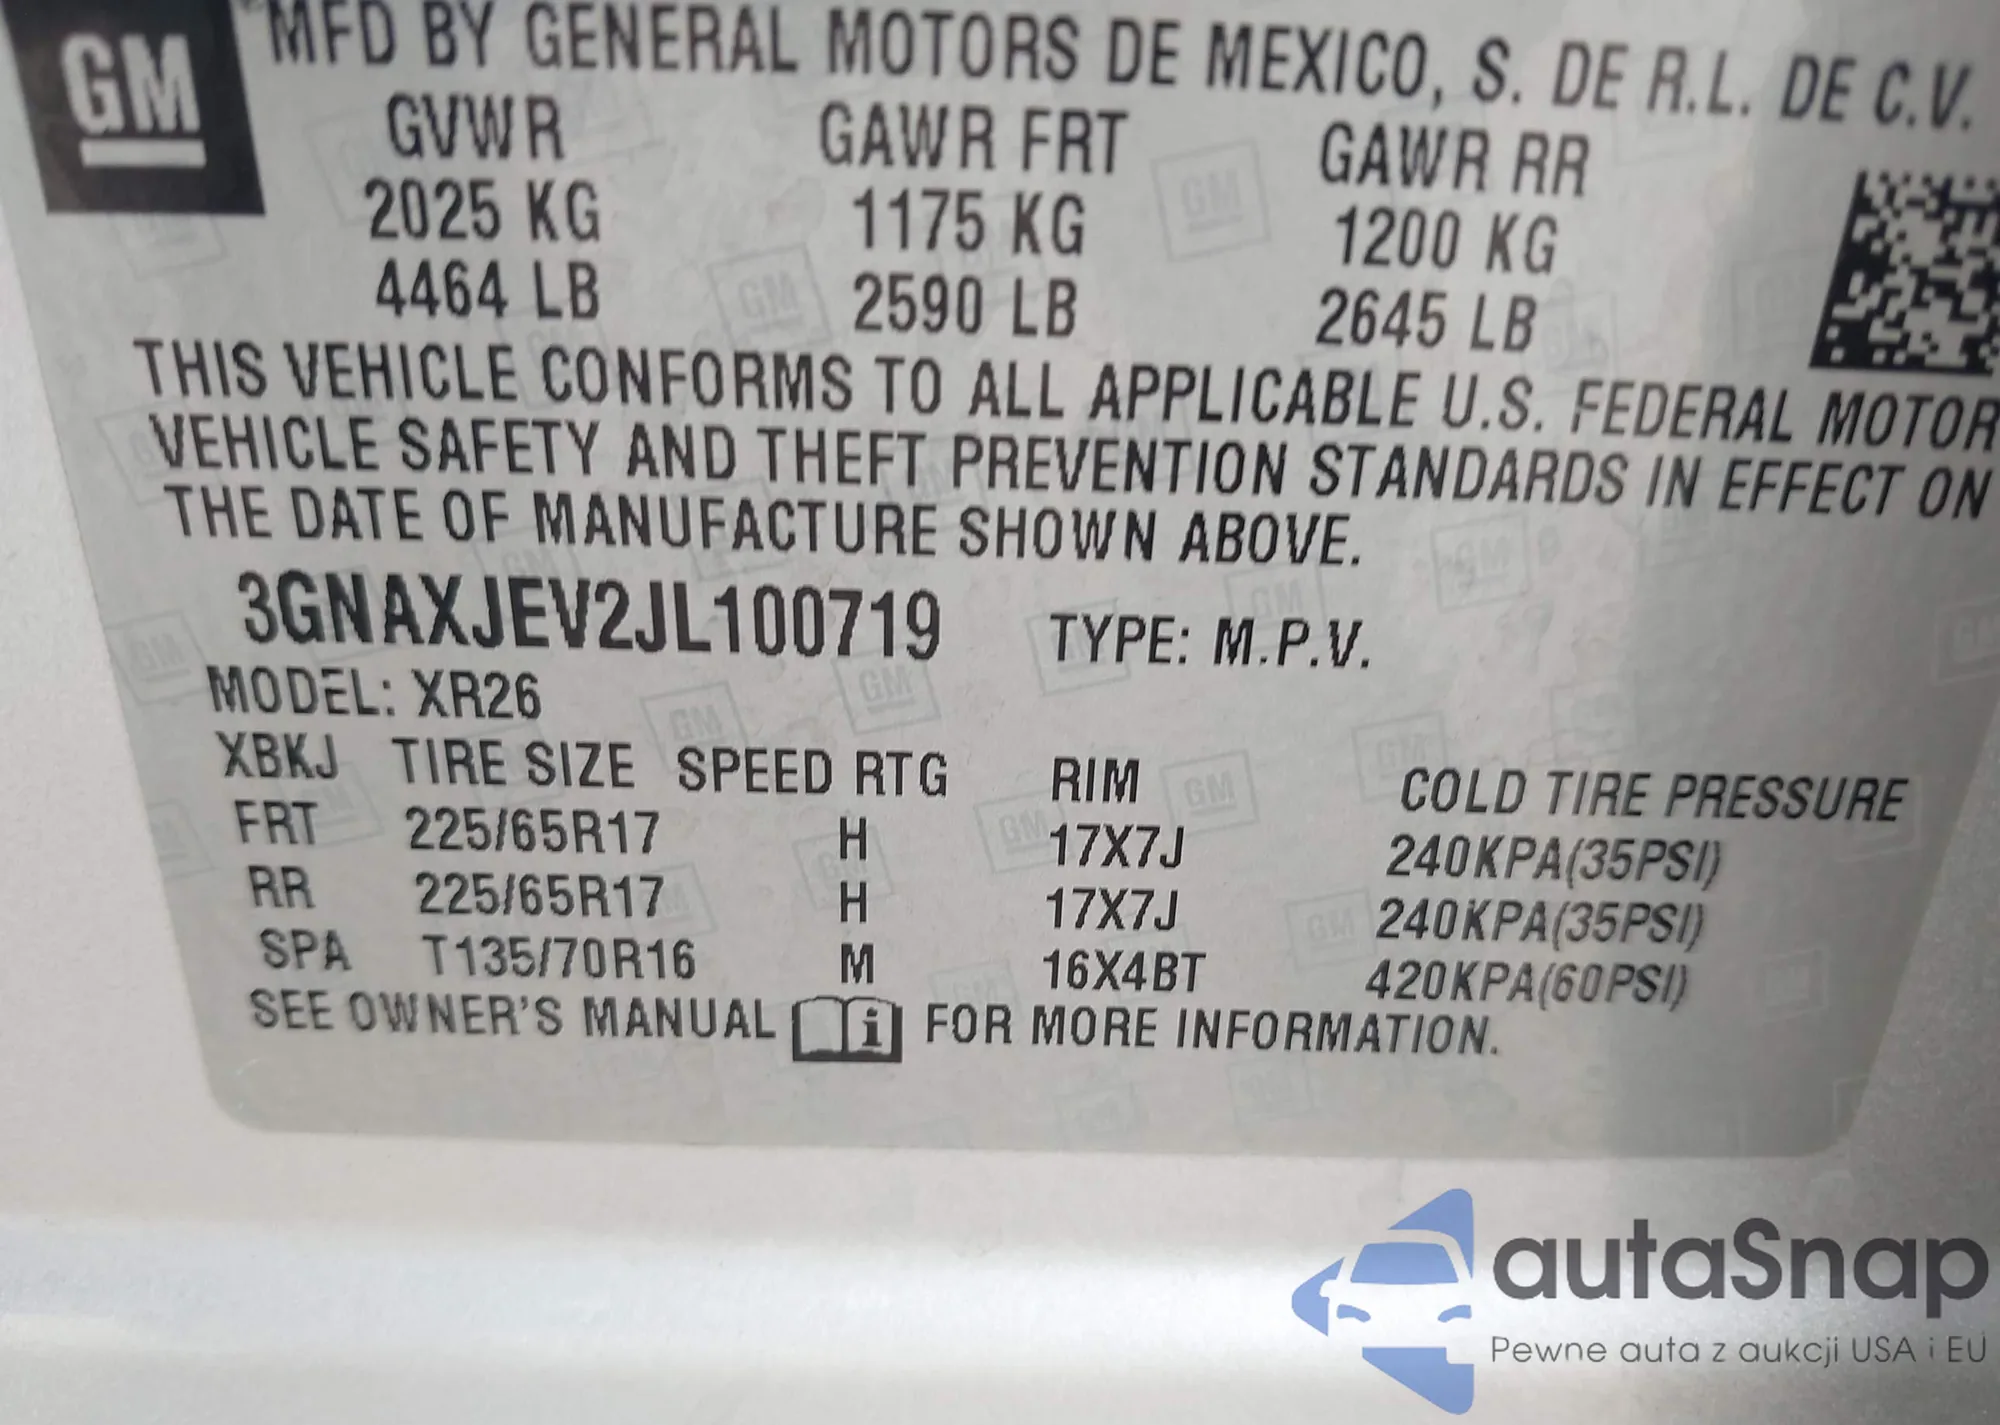 GM
MFD BY GENERAL MOTORS DE MEXICO, S. DE R.L. DE C.V.
GVWR GAWR FRT GAWR RR
2025 KG 1175 KG 1200 KG
4464 LB 2590 LB 2645 LB
THIS VEHICLE CONFORMS TO ALL APPLICABLE U.S. FEDERAL MOTOR
VEHICLE SAFETY AND THEFT PREVENTION STANDARDS IN EFFECT ON
THE DATE OF MANUFACTURE SHOWN ABOVE.
3GNAXJEV2JL100719 TYPE: M.P.V.
MODEL: XR26
XBKJ TIRE SIZE SPEED RTG RIM COLD TIRE PRESSURE
FRT 225/65R17 H 17X7J 240KPA(35PSI)
RR 225/65R17 H 17X7J 240KPA(35PSI)
SPA T135/70R16 M 16X4BT 420KPA(60PSI)
SEE OWNER'S MANUAL i FOR MORE INFORMATION.
autaSnap
Pewne auta z aukcji USA i EU